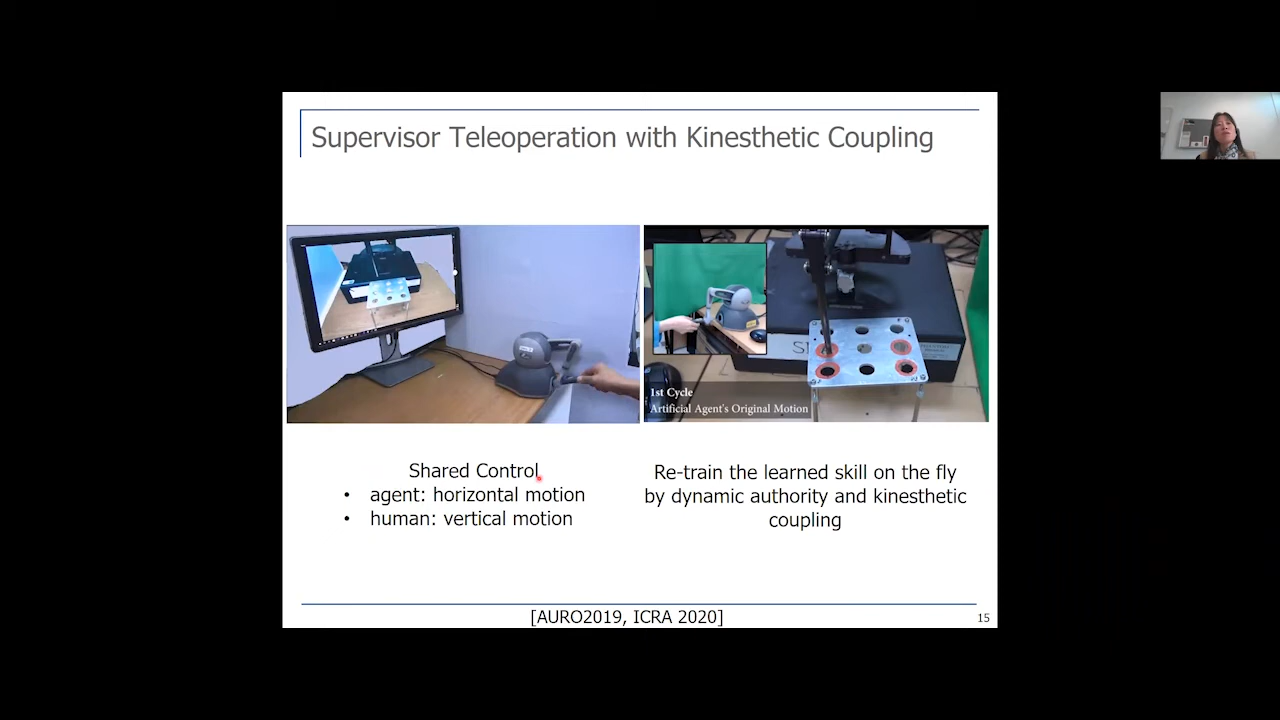 Supervisor Teleoperation with Kinesthetic Coupling
1st Cycle
Artificial Agent's Original Motion
Shared Control
• agent: horizontal motion
• human: vertical motion
Re-train the learned skill on the fly
by dynamic authority and kinesthetic
coupling
[AURO2019, ICRA 2020]
15